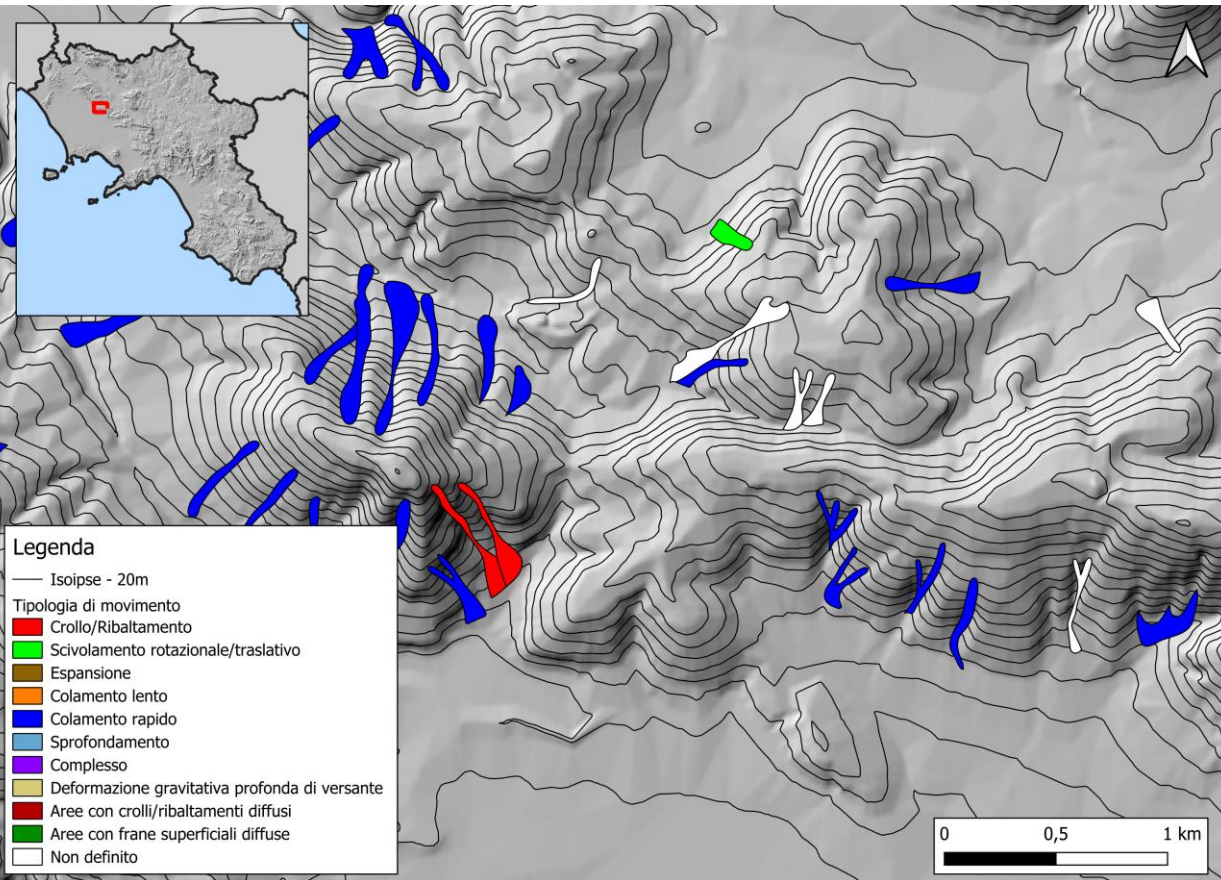 Legenda
Isoipse - 20m
Tipologia di movimento
Crollo/Ribaltamento
Scivolamento rotazionale/traslativo
Espansione
Colamento lento
Colamento rapido
Sprofondamento
Complesso
Deformazione gravitativa profonda di versante
Aree con crolli/ribaltamenti diffusi
Aree con frane superficiali diffuse
Non definito
0 0,5 1 km